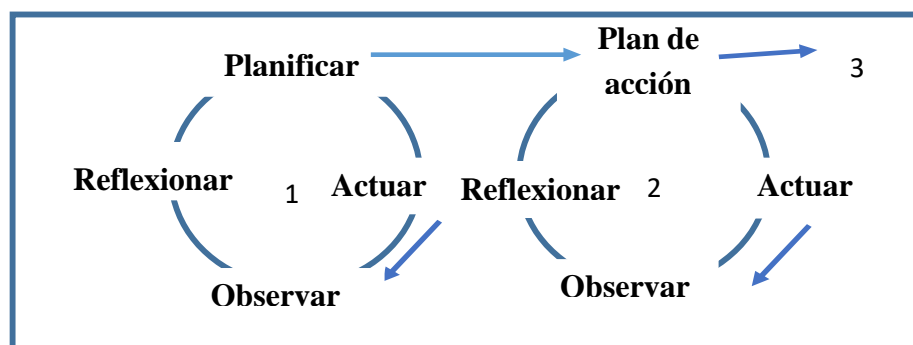 Planificar
Plan de
acción
3
Reflexionar
1
Actuar
Reflexionar
2
Actuar
Observar
Observar